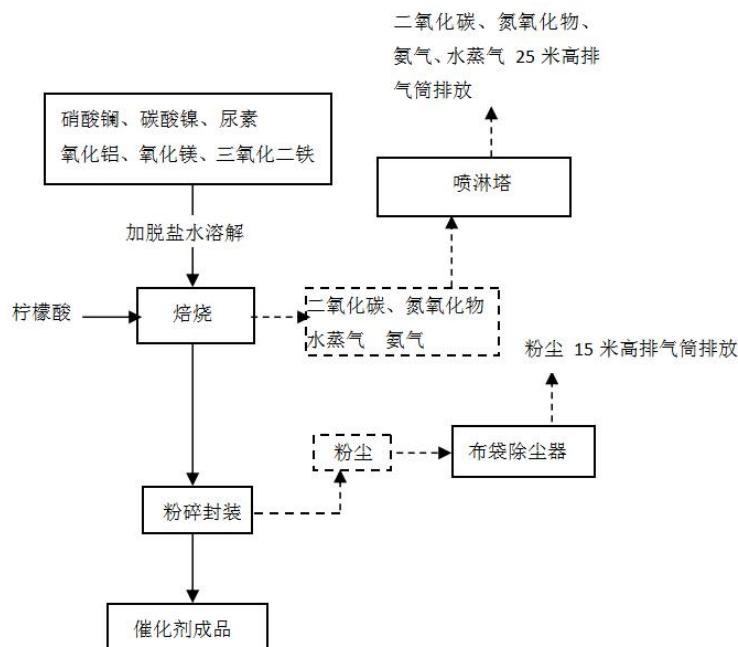 二氧化碳、氮氧化物、
氨气、水蒸气 25 米高排
气筒排放
硝酸镧、碳酸镍、尿素
氧化铝、氧化镁、三氧化二铁
喷淋塔
加脱盐水溶解
柠檬酸
焙烧
二氧化碳、氮氧化物
水蒸气 氨气
粉尘 15 米高排气筒排放
粉尘
布袋除尘器
粉碎封装
催化剂成品